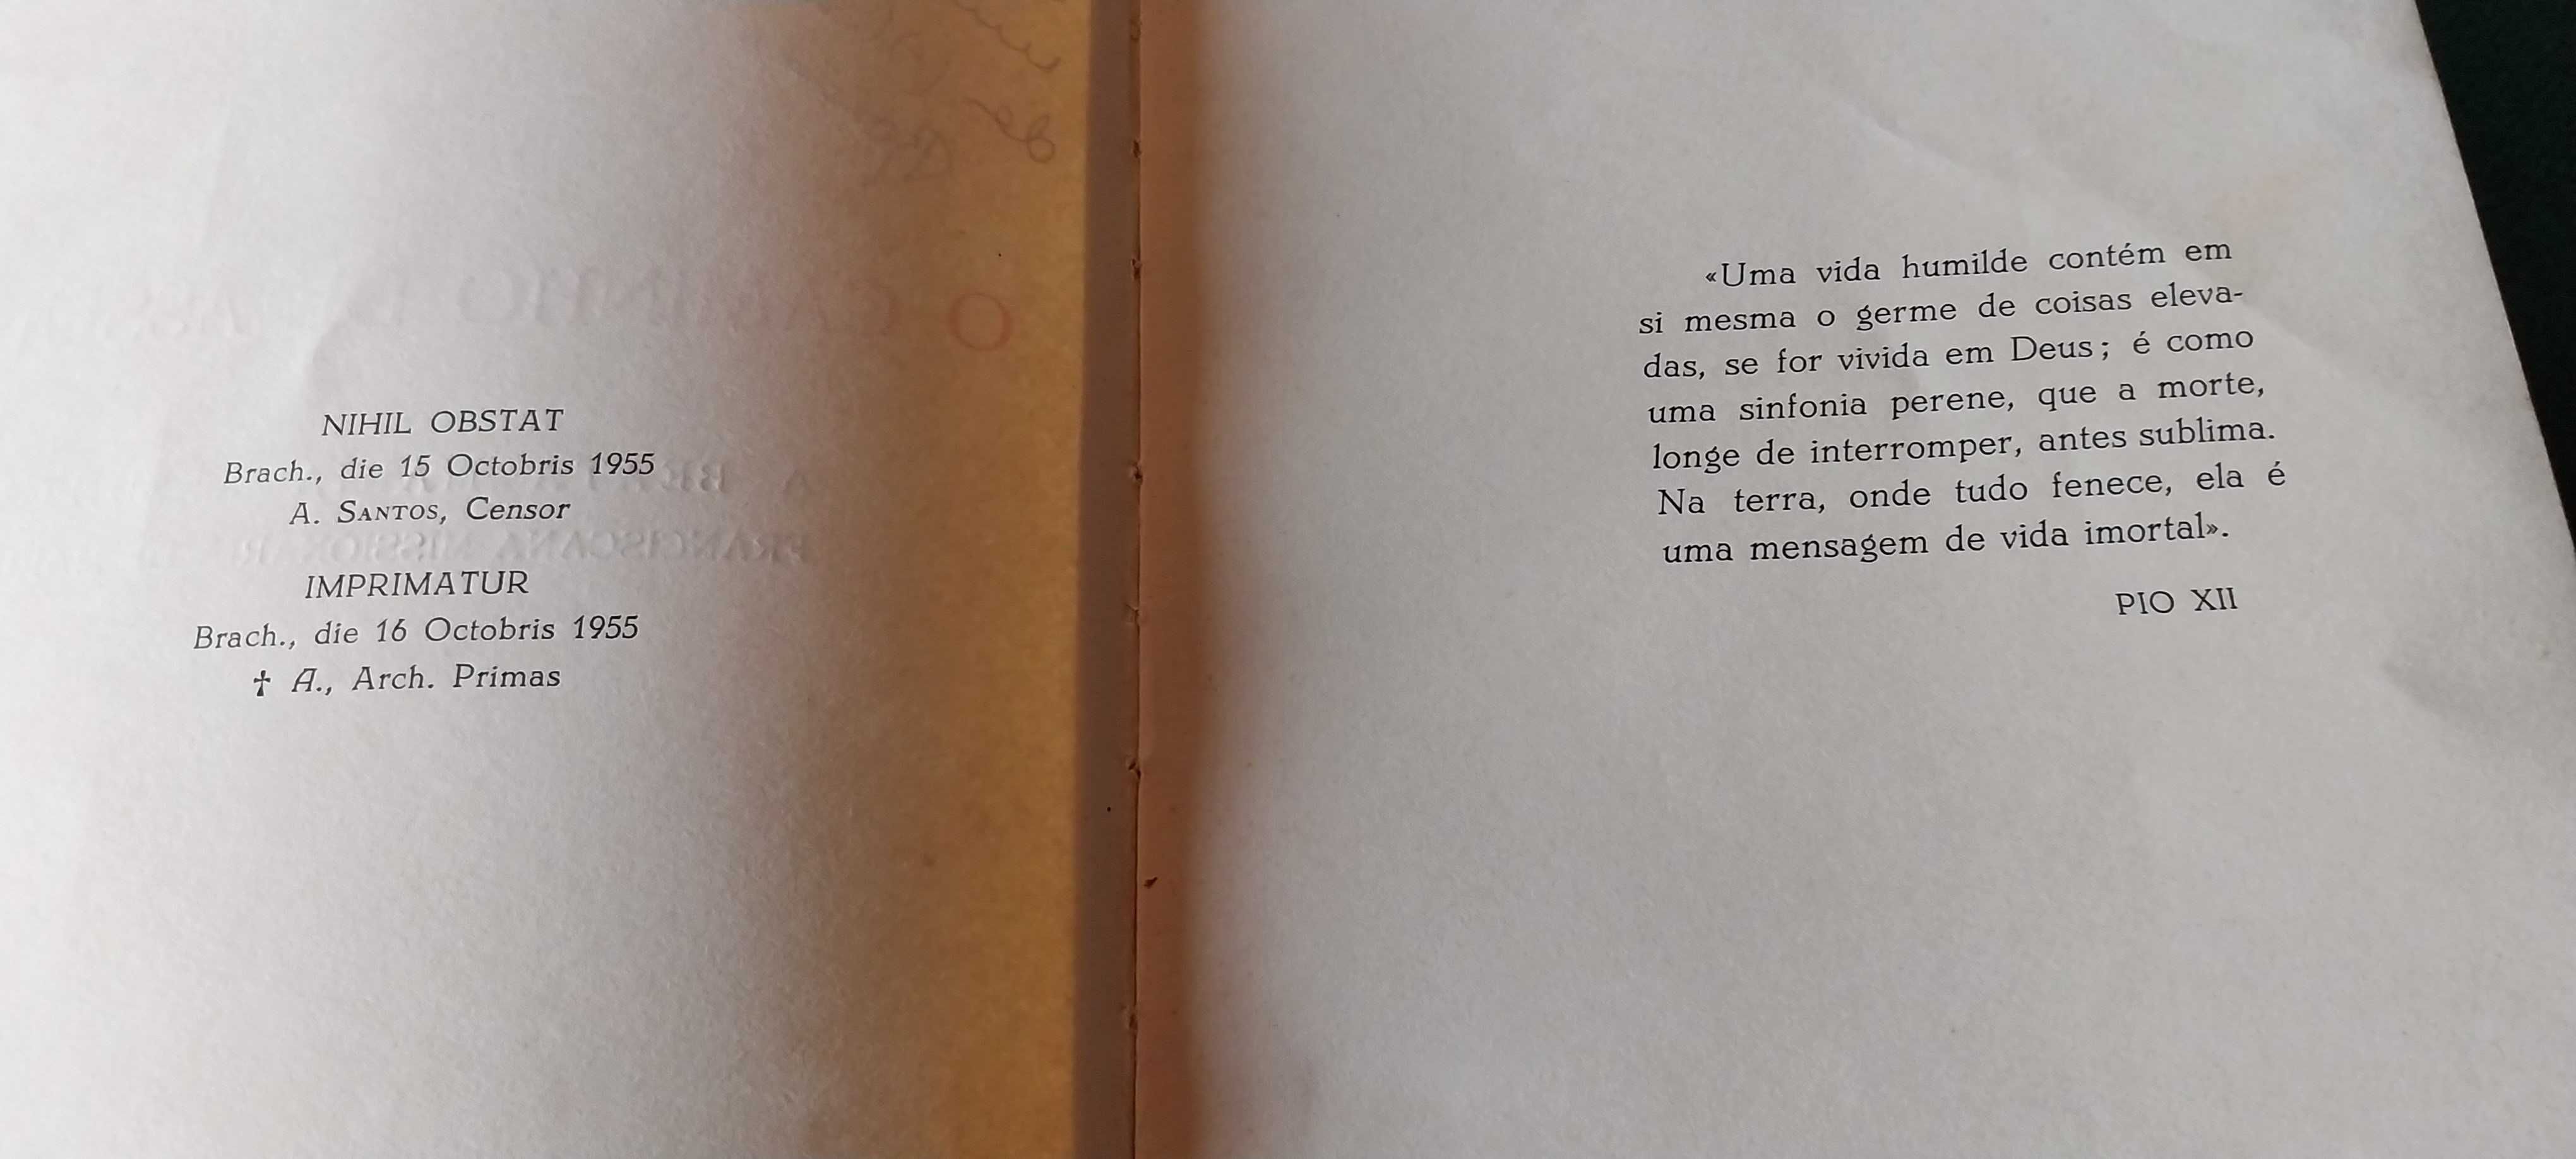 NIHIL OBSTAT
Brach., die 15 Octobris 1955
A. SANTOS, Censor
IMPRIMATUR
Brach., die 16 Octobris 1955
† A., Arch. Primas
«Uma vida humilde contém em
si mesma o germe de coisas eleva-
das, se for vivida em Deus; é como
uma sinfonia perene, que a morte,
longe de interromper, antes sublima.
Na terra, onde tudo fenece, ela é
uma mensagem de vida imortal».
PIO XII